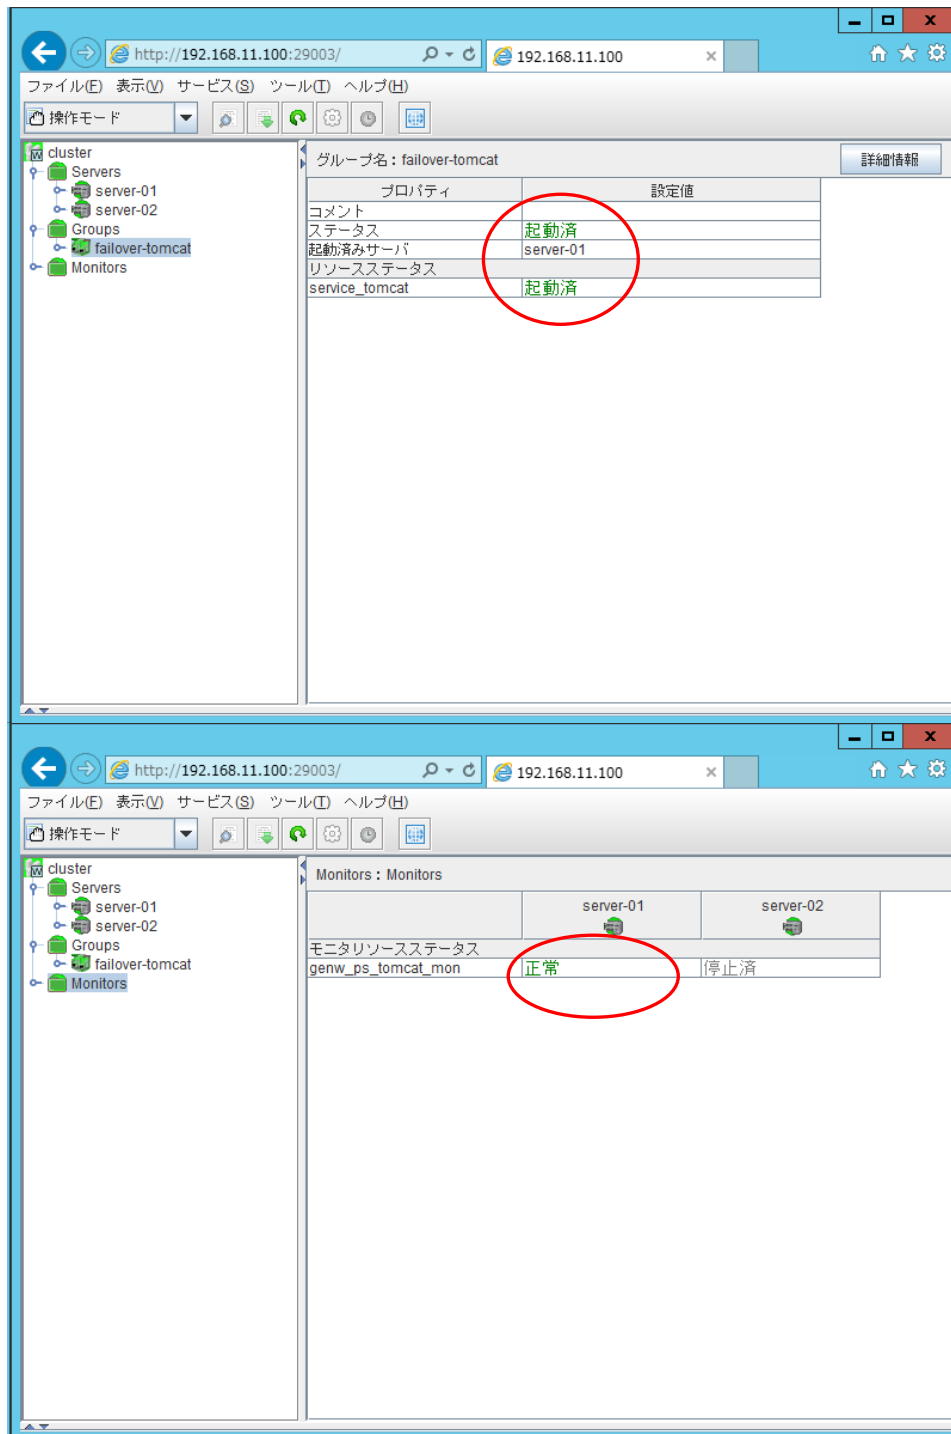 http://192.168.11.100:29003/
192.168.11.100
ファイル(F) 表示(V) サービス(S) ツール(T) ヘルプ(H)
操作モード
cluster
Servers
server-01
server-02
Groups
failover-tomcat
Monitors
グループ名 : failover-tomcat
詳細情報
プロパティ 設定値
コメント
ステータス 起動済
起動済みサーバ server-01
リソースステータス
service_tomcat 起動済
http://192.168.11.100:29003/
192.168.11.100
ファイル(F) 表示(V) サービス(S) ツール(T) ヘルプ(H)
操作モード
cluster
Servers
server-01
server-02
Groups
failover-tomcat
Monitors
Monitors : Monitors
server-01 server-02
モニタリソースステータス
genw_ps_tomcat_mon 正常 停止済